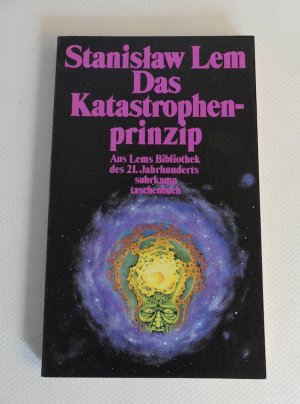 Stanisław Lem
Das
Katastrophen-
prinzip
Aus Lems Bibliothek
des 21. Jahrhunderts
suhrkamp
taschenbuch